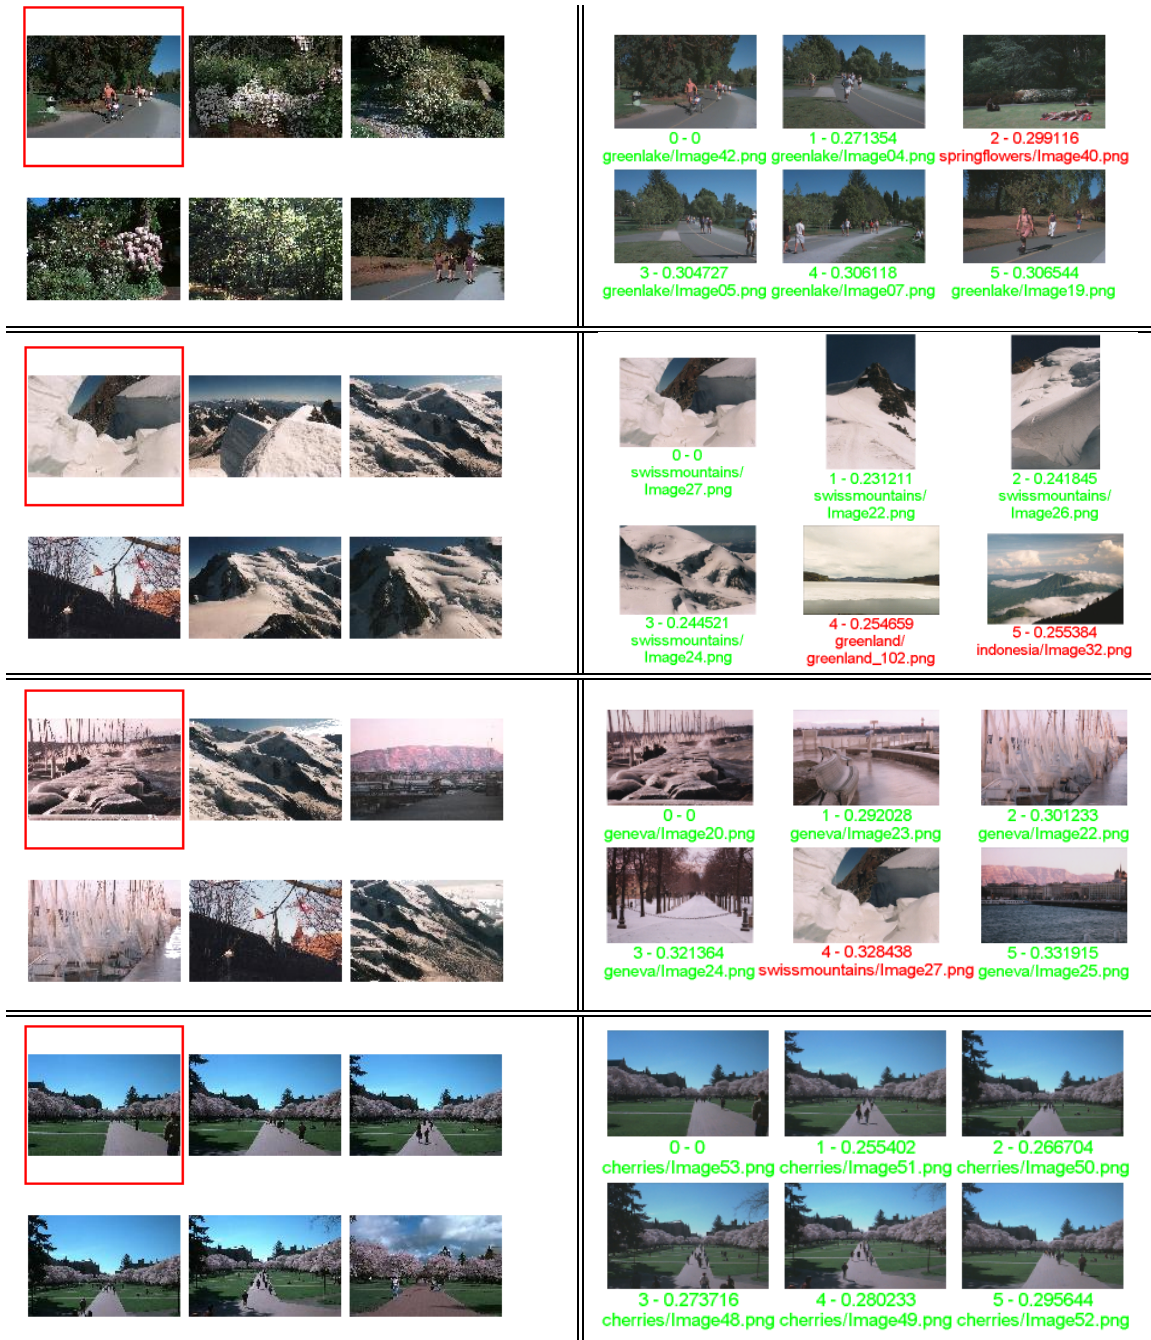 0 - 0
greenlake/Image42.png
1 - 0.271354
greenlake/Image04.png
2 - 0.299116
springflowers/Image40.png
3 - 0.304727
greenlake/Image05.png
4 - 0.306118
greenlake/Image07.png
5 - 0.306544
greenlake/Image19.png
0 - 0
swissmountains/
Image27.png
1 - 0.231211
swissmountains/
Image22.png
2 - 0.241845
swissmountains/
Image26.png
3 - 0.244521
swissmountains/
Image24.png
4 - 0.254659
greenland/
greenland_102.png
5 - 0.255384
indonesia/Image32.png
0 - 0
geneva/Image20.png
1 - 0.292028
geneva/Image23.png
2 - 0.301233
geneva/Image22.png
3 - 0.321364
geneva/Image24.png
4 - 0.328438
swissmountains/Image27.png
5 - 0.331915
geneva/Image25.png
0 - 0
cherries/Image53.png
1 - 0.255402
cherries/Image51.png
2 - 0.266704
cherries/Image50.png
3 - 0.273716
cherries/Image48.png
4 - 0.280233
cherries/Image49.png
5 - 0.295644
cherries/Image52.png